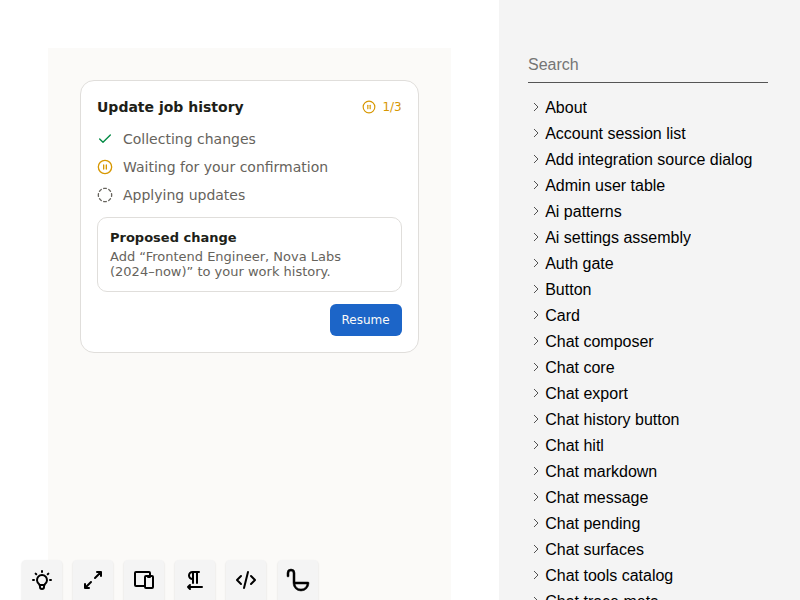 Update job history
1/3
Collecting changes
Waiting for your confirmation
Applying updates
Proposed change
Add “Frontend Engineer, Nova Labs
(2024–now)” to your work history.
Resume
Search
About
Account session list
Add integration source dialog
Admin user table
Ai patterns
Ai settings assembly
Auth gate
Button
Card
Chat composer
Chat core
Chat export
Chat history button
Chat hitl
Chat markdown
Chat message
Chat pending
Chat surfaces
Chat tools catalog
Chat trace meta